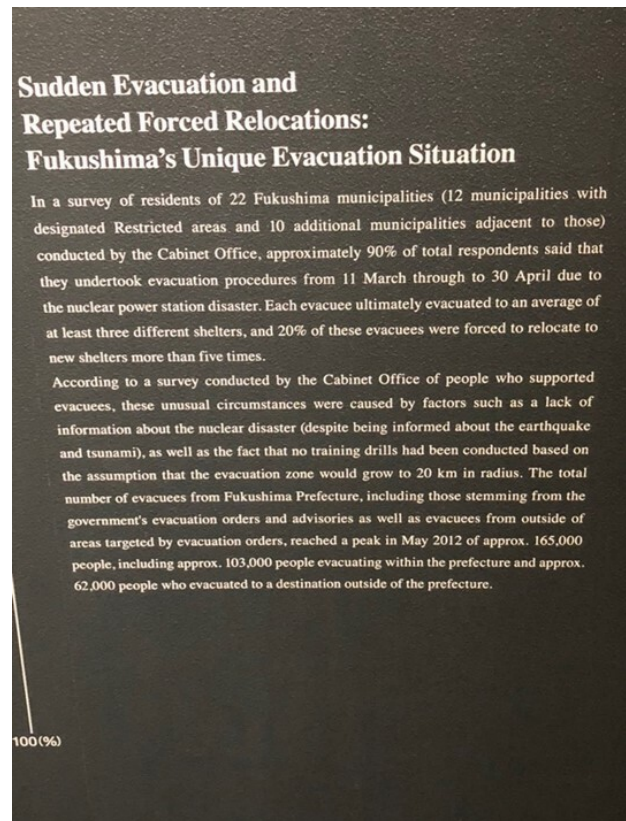 Sudden Evacuation and
Repeated Forced Relocations:
Fukushima's Unique Evacuation Situation
In a survey of residents of 22 Fukushima municipalities (12 municipalities with
designated Restricted areas and 10 additional municipalities adjacent to those)
conducted by the Cabinet Office, approximately 90% of total respondents said that
they undertook evacuation procedures from 11 March through to 30 April due to
the nuclear power station disaster. Each evacuee ultimately evacuated to an average of
at least three different shelters, and 20% of these evacuees were forced to relocate to
new shelters more than five times.
According to a survey conducted by the Cabinet Office of people who supported
evacuees, these unusual circumstances were caused by factors such as a lack of
information about the nuclear disaster (despite being informed about the earthquake
and tsunami), as well as the fact that no training drills had been conducted based on
the assumption that the evacuation zone would grow to 20 km in radius. The total
number of evacuees from Fukushima Prefecture, including those stemming from the
government's evacuation orders and advisories as well as evacuees from outside of
areas targeted by evacuation orders, reached a peak in May 2012 of approx. 165,000
people, including approx. 103,000 people evacuating within the prefecture and approx.
62,000 people who evacuated to a destination outside of the prefecture.
100(%)